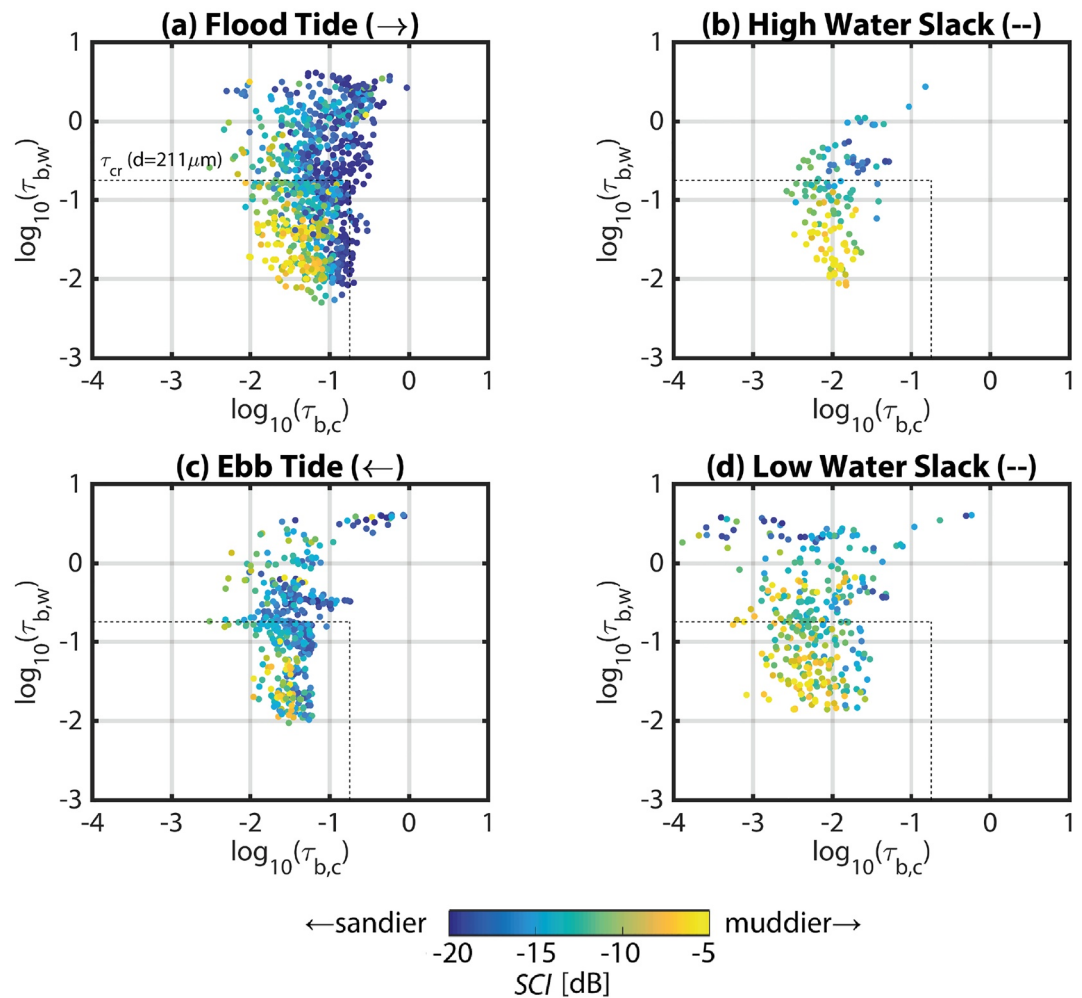 (a) Flood Tide (→)
1
0
-1
-2
-3
log10(τb,w)
τcr (d=211μm)
-4 -3 -2 -1 0 1
log10(τb,c)
(b) High Water Slack (--)
1
0
-1
-2
-3
log10(τb,w)
-4 -3 -2 -1 0 1
log10(τb,c)
(c) Ebb Tide (←)
1
0
-1
-2
-3
log10(τb,w)
-4 -3 -2 -1 0 1
log10(τb,c)
(d) Low Water Slack (--)
1
0
-1
-2
-3
log10(τb,w)
-4 -3 -2 -1 0 1
log10(τb,c)
←sandier muddier→
-20 -15 -10 -5
SCI [dB]